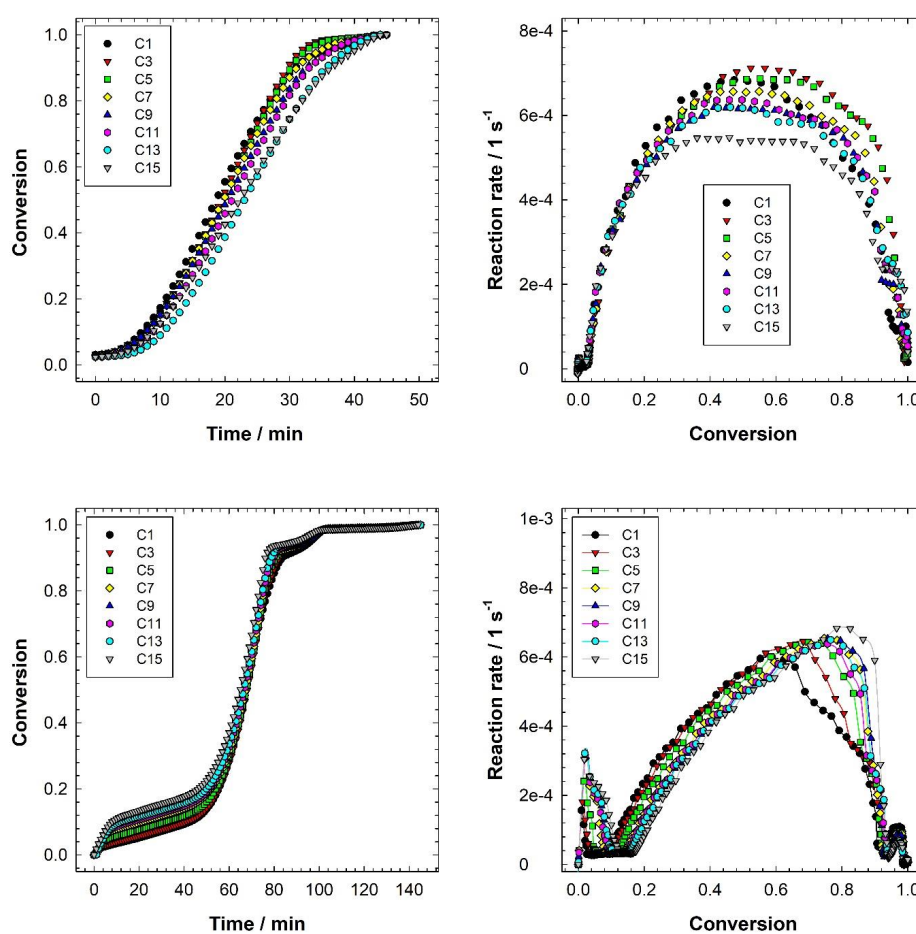 1.0
0.8
0.6
0.4
0.2
0.0
C1
C3
C5
C7
C9
C11
C13
C15
Conversion
0 10 20 30 40 50
Time / min
8e-4
6e-4
4e-4
2e-4
0
C1
C3
C5
C7
C9
C11
C13
C15
Reaction rate / 1 s⁻¹
0.0 0.2 0.4 0.6 0.8 1.0
Conversion
1.0
0.8
0.6
0.4
0.2
0.0
C1
C3
C5
C7
C9
C11
C13
C15
Conversion
0 20 40 60 80 100 120 140
Time / min
1e-3
8e-4
6e-4
4e-4
2e-4
0
C1
C3
C5
C7
C9
C11
C13
C15
Reaction rate / 1 s⁻¹
0.0 0.2 0.4 0.6 0.8 1.0
Conversion